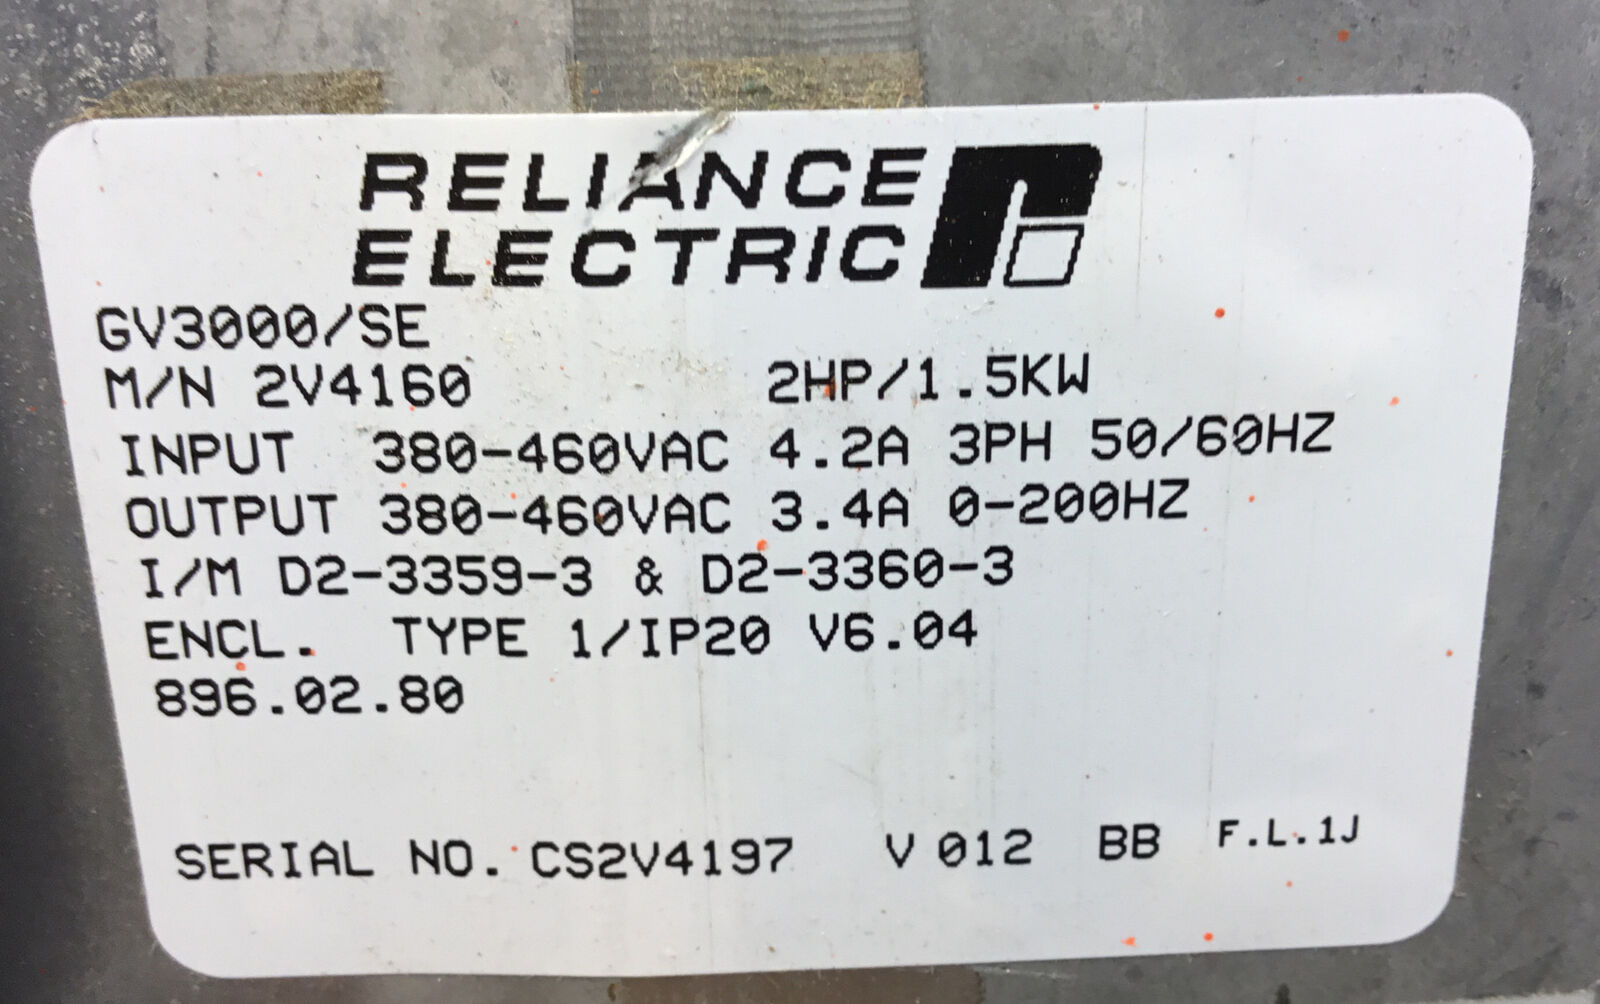 RELIANCE
ELECTRIC
GV3000/SE
M/N 2V4160 2HP/1.5KW
INPUT 380-460VAC 4.2A 3PH 50/60HZ
OUTPUT 380-460VAC 3.4A 0-200HZ
I/M D2-3359-3 & D2-3360-3
ENCL. TYPE 1/IP20 V6.04
896.02.80
SERIAL NO. CS2V4197 V 012 BB F.L.1J